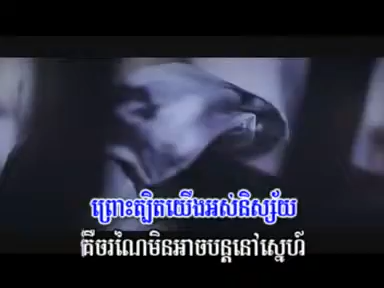 ព្រោះត្បិតយើងអស់និស្ស័យ
គឺចរណៃមិនអាចបន្តនៅស្នេហ៍